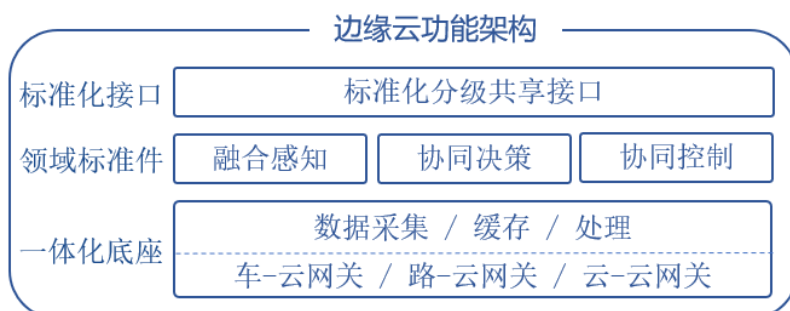 边缘云功能架构
标准化接口 标准化分级共享接口
领域标准件 融合感知 协同决策 协同控制
一体化底座
数据采集 / 缓存 / 处理
车-云网关 / 路-云网关 / 云-云网关